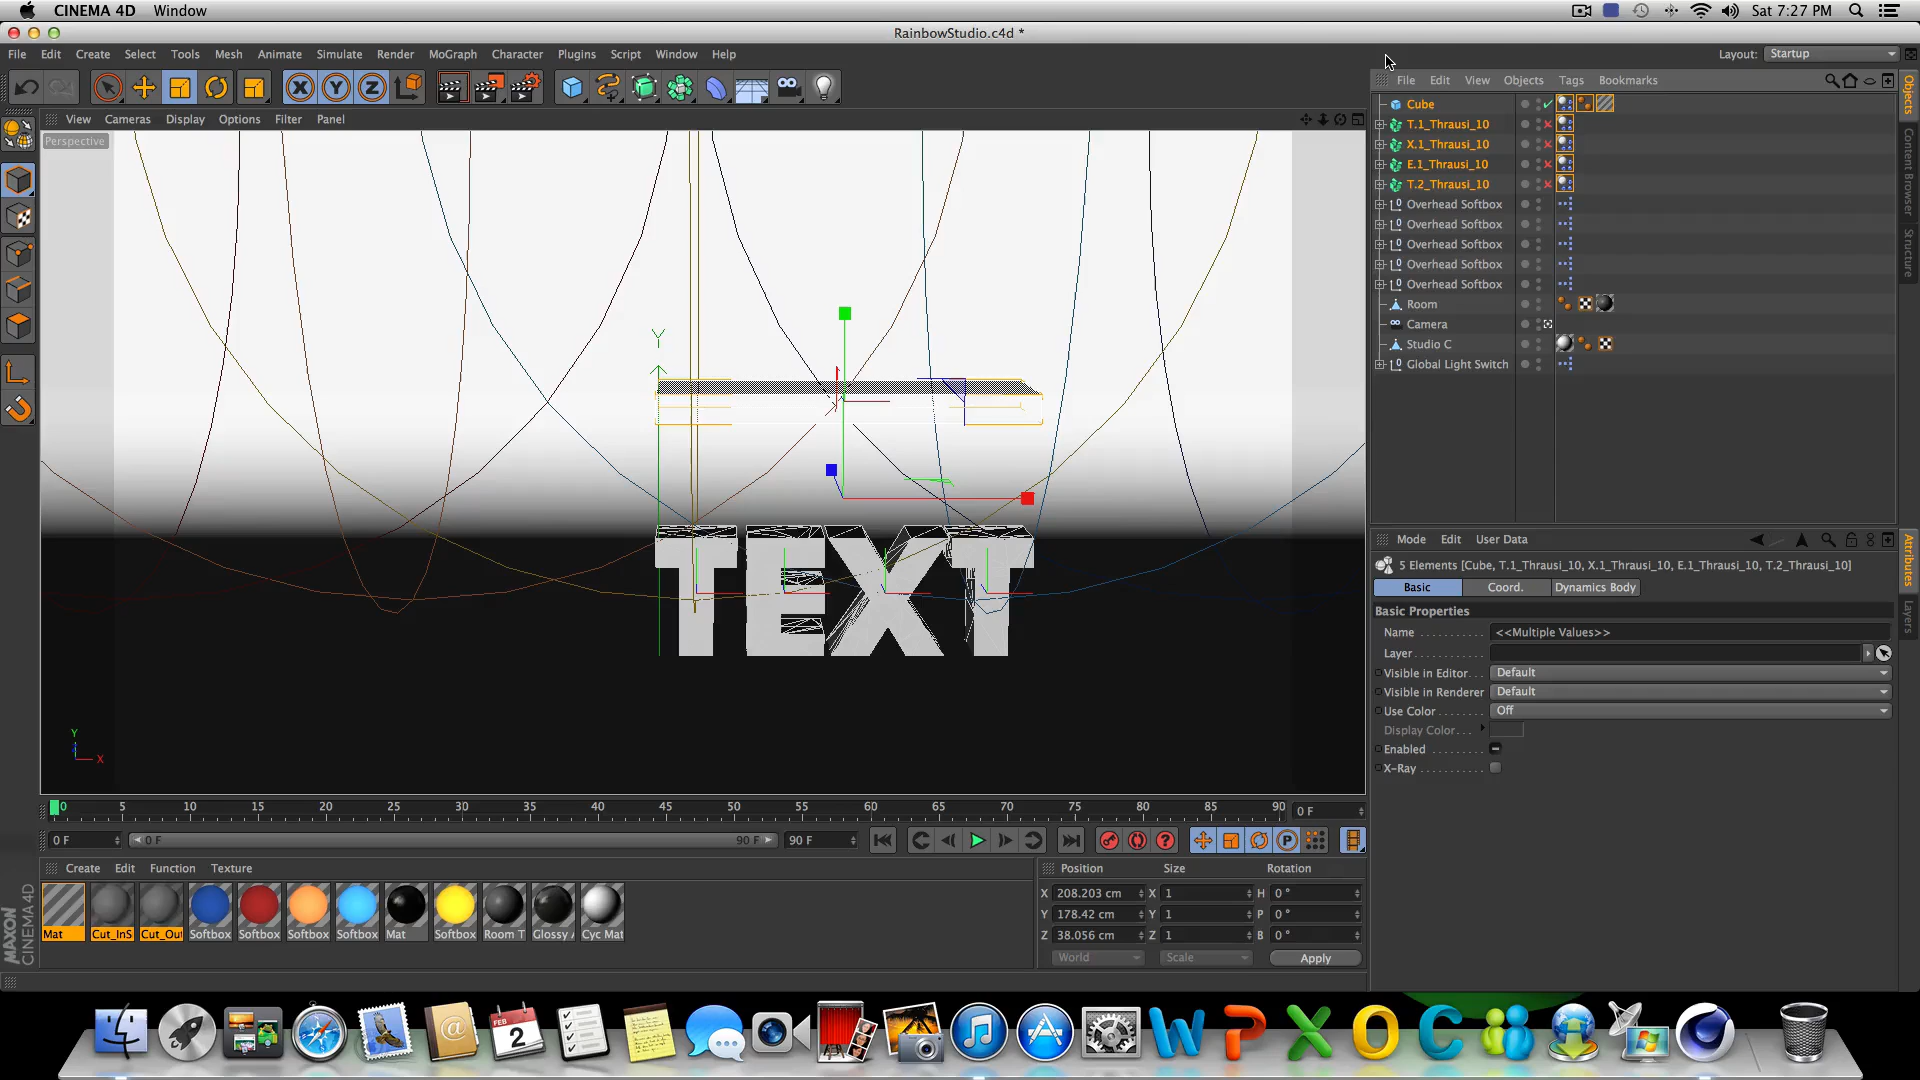 CINEMA 4D Window Sat 7:27 PM
RainbowStudio.c4d *
File Edit Create Select Tools Mesh Animate Simulate Render MoGraph Character Plugins Script Window Help Layout: Startup
X Y Z File Edit View Objects Tags Bookmarks
View Cameras Display Options Filter Panel
Perspective
Cube
T.1_Thrausi_10
X.1_Thrausi_10
E.1_Thrausi_10
T.2_Thrausi_10
Overhead Softbox
Overhead Softbox
Overhead Softbox
Overhead Softbox
Overhead Softbox
Room
Camera
Studio C
Global Light Switch
Objects
Content Browser
Structure
Y
TEXT
Y
X
Mode Edit User Data
5 Elements [Cube, T.1_Thrausi_10, X.1_Thrausi_10, E.1_Thrausi_10, T.2_Thrausi_10]
Basic Coord. Dynamics Body
Basic Properties
Name <<Multiple Values>>
Layer
Visible in Editor Default
Visible in Renderer Default
Use Color Off
Display Color
Enabled
X-Ray
Attributes
Layers
0 5 10 15 20 25 30 35 40 45 50 55 60 65 70 75 80 85 90 0 F
0 F 0 F 90 F 90 F
Create Edit Function Texture
Mat Cut_InS Cut_Out Softbox Softbox Softbox Softbox Mat Softbox Room T Glossy Cyc Mat
Position Size Rotation
X 208.203 cm X 1 H 0 °
Y 178.42 cm Y 1 P 0 °
Z 38.056 cm Z 1 B 0 °
World Scale Apply
MAXON
CINEMA 4D
FEB
2
W P X O C